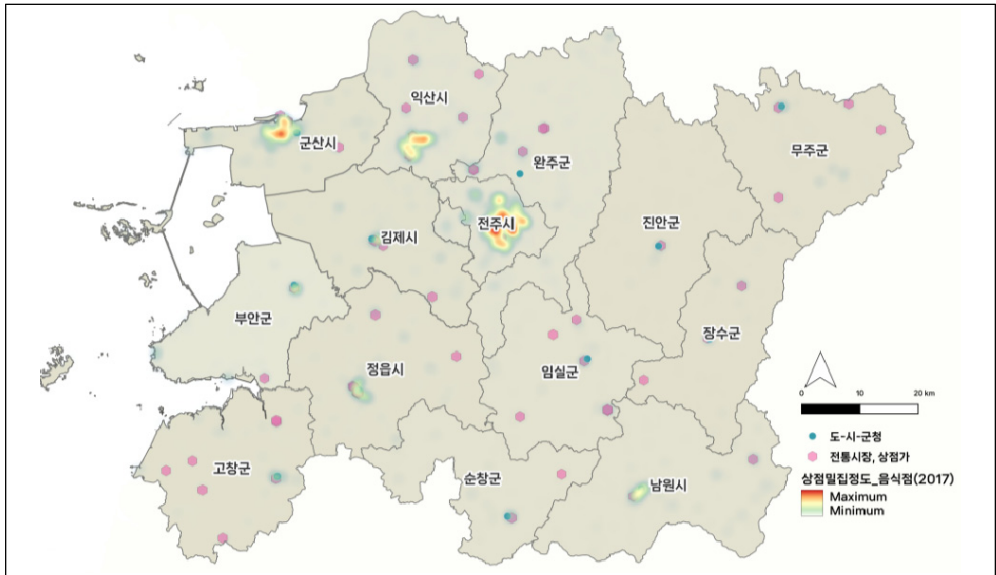 익산시
군산시
완주군
무주군
전주시
진안군
김제시
부안군
장수군
정읍시
임실군
고창군
순창군
남원시
0 10 20 km
도-시-군청
전통시장, 상점가
상점밀집정도_음식점(2017)
Maximum
Minimum